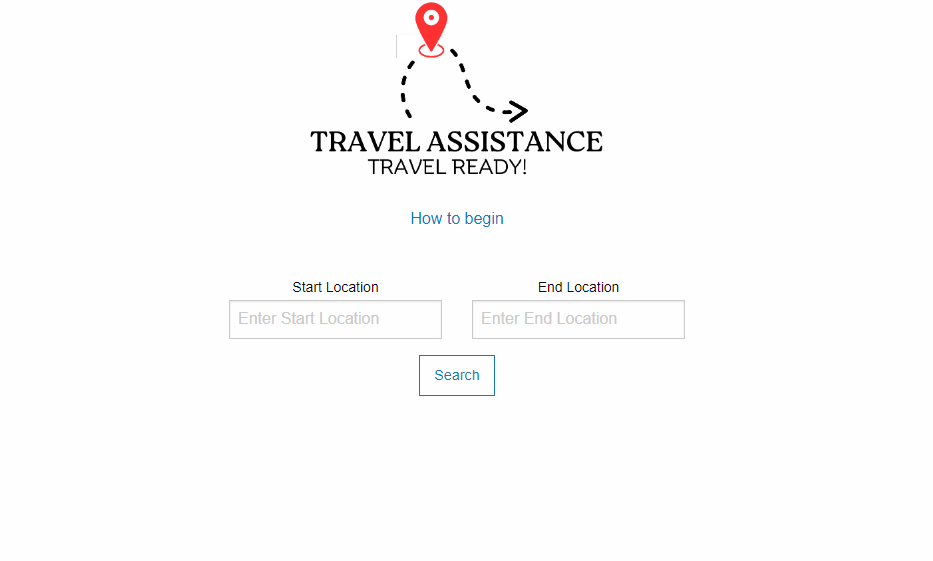 TRAVEL ASSISTANCE
TRAVEL READY!
How to begin
Start Location
End Location
Enter Start Location
Enter End Location
Search